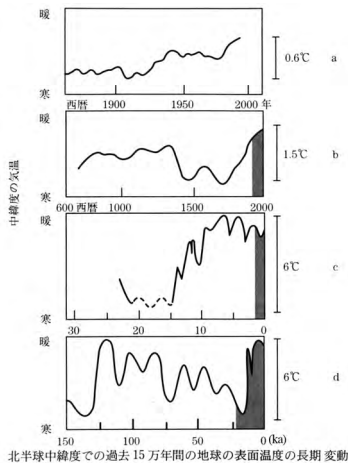 暖
0.6℃ a
寒
西暦 1900 1950 2000 年
暖
1.5℃ b
寒
600 西暦 1000 1500 2000
暖
6℃ c
寒
30 20 10 0
暖
6℃ d
寒
150 100 50 0 (ka)
中緯度の気温
北半球中緯度での過去15万年間の地球の表面温度の長期変動